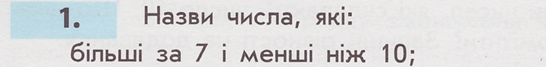 1. Назви числа, які:
більші за 7 і менші ніж 10;